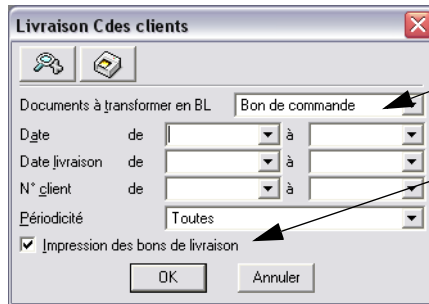 Livraison Cdes clients
Documents à transformer en BL Bon de commande
Date de à
Date livraison de à
N° client de à
Périodicité Toutes
Impression des bons de livraison
OK Annuler